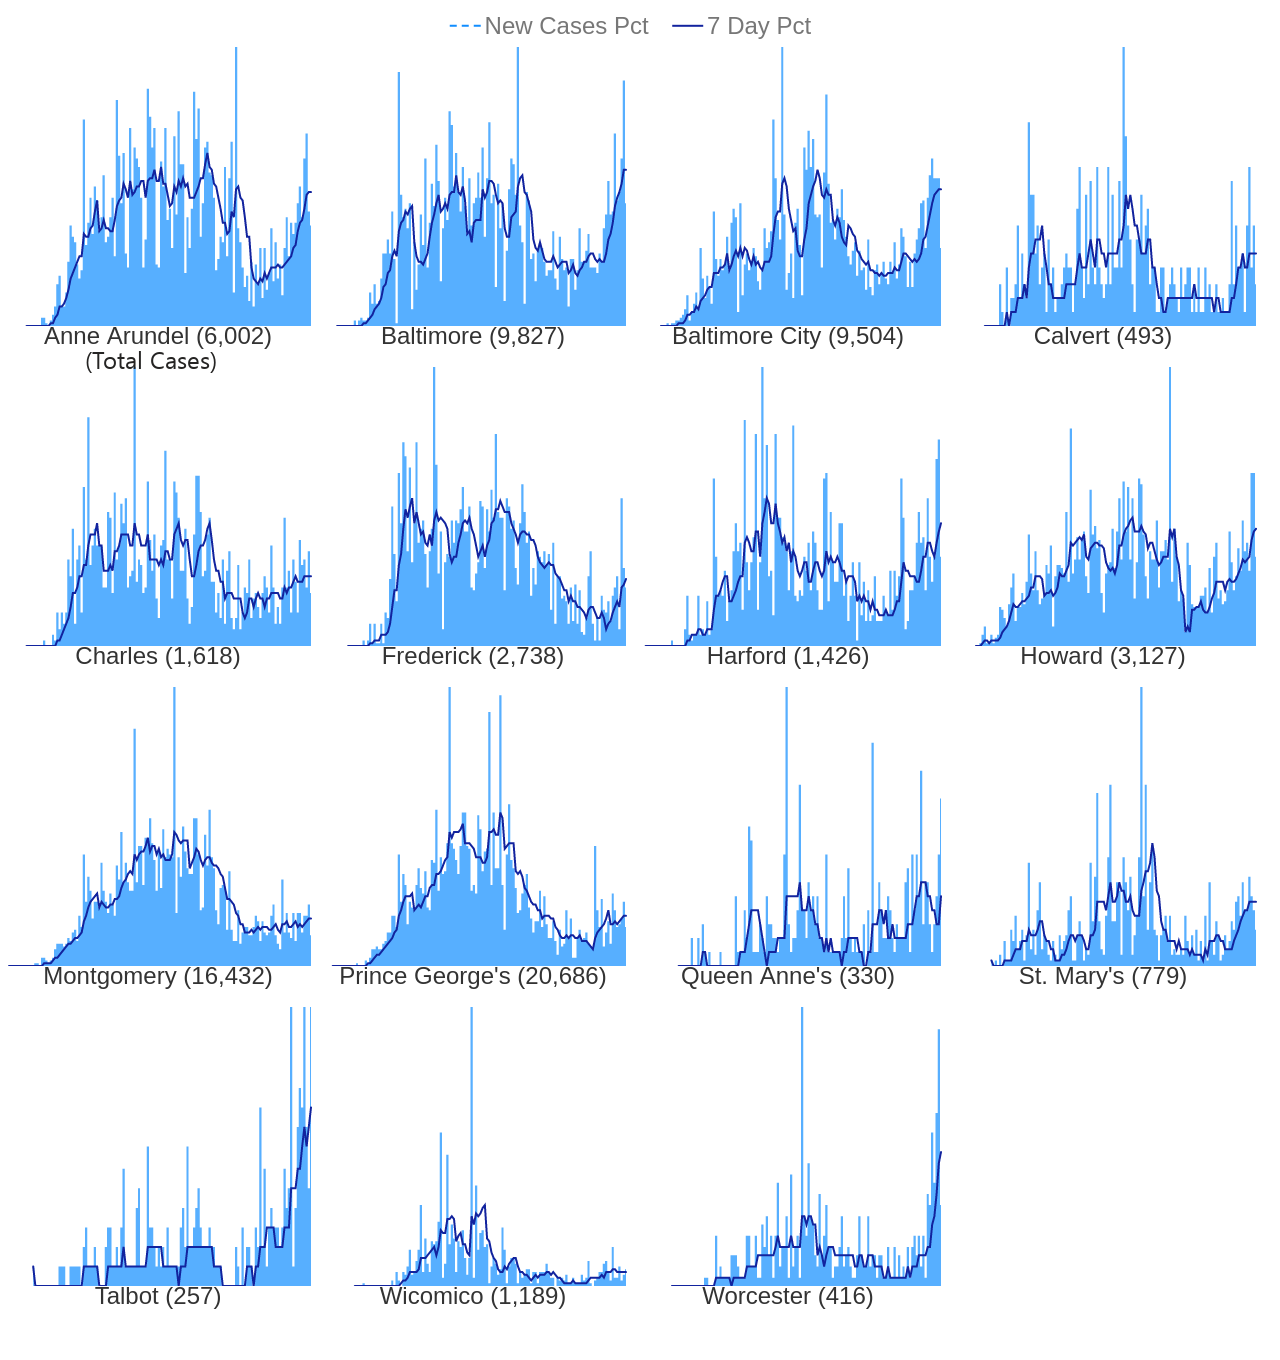 New Cases Pct 7 Day Pct
Anne Arundel (6,002) Baltimore (9,827) Baltimore City (9,504) Calvert (493)
(Total Cases)
Charles (1,618) Frederick (2,738) Harford (1,426) Howard (3,127)
Montgomery (16,432) Prince George's (20,686) Queen Anne's (330) St. Mary's (779)
Talbot (257) Wicomico (1,189) Worcester (416)